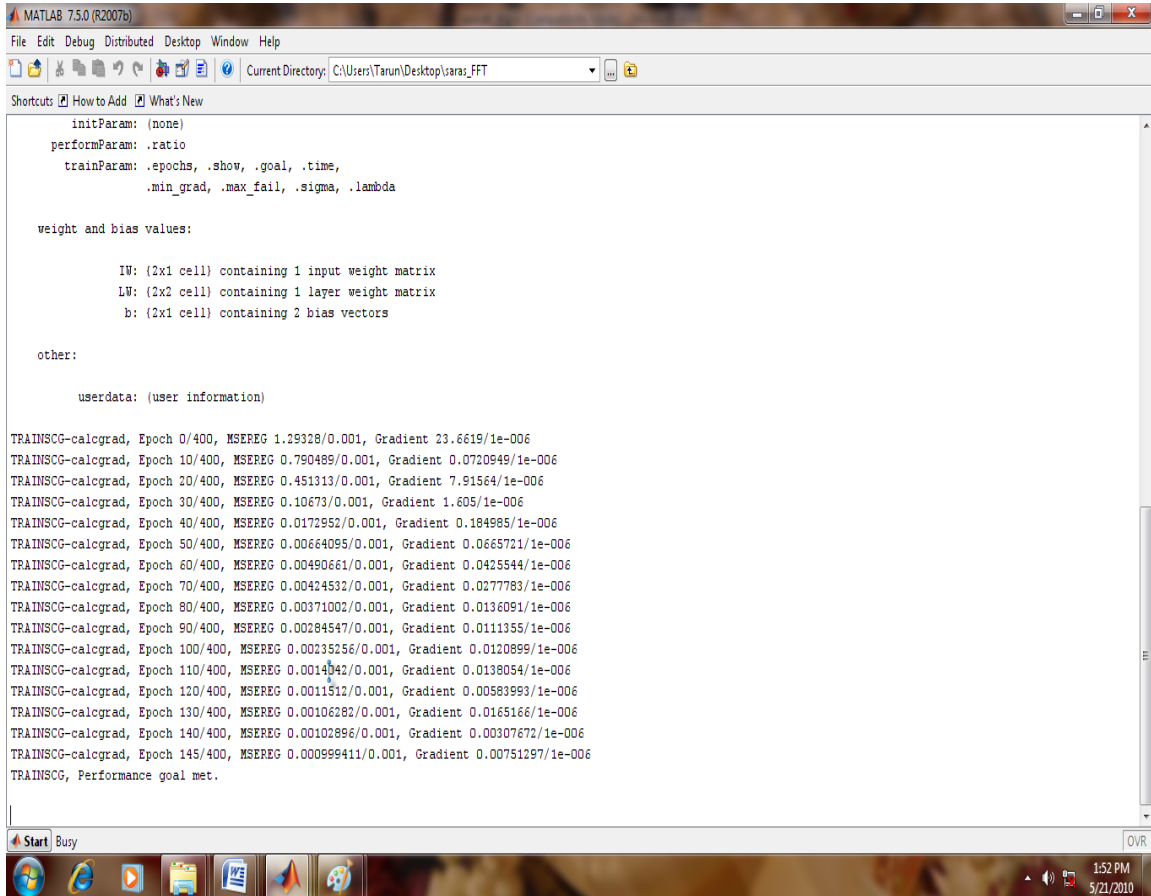 MATLAB 7.5.0 (R2007b)
File Edit Debug Distributed Desktop Window Help
Current Directory: C:\Users\Tarun\Desktop\saras_FFT
Shortcuts How to Add What's New
initParam: (none)
performParam: .ratio
trainParam: .epochs, .show, .goal, .time,
.min_grad, .max_fail, .sigma, .lambda
weight and bias values:
IW: {2x1 cell} containing 1 input weight matrix
LW: {2x2 cell} containing 1 layer weight matrix
b: {2x1 cell} containing 2 bias vectors
other:
userdata: (user information)
TRAINSCG-calcgrad, Epoch 0/400, MSEREG 1.29328/0.001, Gradient 23.6619/1e-006
TRAINSCG-calcgrad, Epoch 10/400, MSEREG 0.790489/0.001, Gradient 0.0720949/1e-006
TRAINSCG-calcgrad, Epoch 20/400, MSEREG 0.451313/0.001, Gradient 7.91564/1e-006
TRAINSCG-calcgrad, Epoch 30/400, MSEREG 0.10673/0.001, Gradient 1.605/1e-006
TRAINSCG-calcgrad, Epoch 40/400, MSEREG 0.0172952/0.001, Gradient 0.184985/1e-006
TRAINSCG-calcgrad, Epoch 50/400, MSEREG 0.00664095/0.001, Gradient 0.0665721/1e-006
TRAINSCG-calcgrad, Epoch 60/400, MSEREG 0.00490661/0.001, Gradient 0.0425544/1e-006
TRAINSCG-calcgrad, Epoch 70/400, MSEREG 0.00424532/0.001, Gradient 0.0277783/1e-006
TRAINSCG-calcgrad, Epoch 80/400, MSEREG 0.00371002/0.001, Gradient 0.0136091/1e-006
TRAINSCG-calcgrad, Epoch 90/400, MSEREG 0.00284547/0.001, Gradient 0.0111355/1e-006
TRAINSCG-calcgrad, Epoch 100/400, MSEREG 0.00235256/0.001, Gradient 0.0120899/1e-006
TRAINSCG-calcgrad, Epoch 110/400, MSEREG 0.0014042/0.001, Gradient 0.0138054/1e-006
TRAINSCG-calcgrad, Epoch 120/400, MSEREG 0.0011512/0.001, Gradient 0.00583993/1e-006
TRAINSCG-calcgrad, Epoch 130/400, MSEREG 0.00106282/0.001, Gradient 0.0165166/1e-006
TRAINSCG-calcgrad, Epoch 140/400, MSEREG 0.00102896/0.001, Gradient 0.00307672/1e-006
TRAINSCG-calcgrad, Epoch 145/400, MSEREG 0.000999411/0.001, Gradient 0.00751297/1e-006
TRAINSCG, Performance goal met.
Start Busy OVR
1:52 PM
5/21/2010